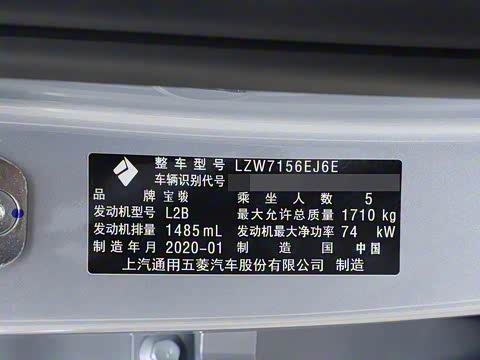 整车型号 LZW7156EJ6E
车辆识别代号
品牌 宝骏 乘坐人数 5
发动机型号 L2B 最大允许总质量 1710 kg
发动机排量 1485 mL 发动机最大净功率 74 kW
制造年月 2020-01 制造国 中国
上汽通用五菱汽车股份有限公司 制造